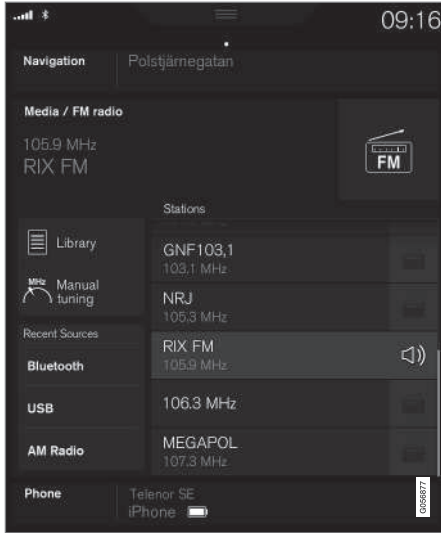 09:16
Navigation
Polstjärnegatan
Media / FM radio
105.9 MHz
RIX FM
FM
Stations
Library
MHz
Manual
tuning
GNF103,1
103.1 MHz
NRJ
105.3 MHz
RIX FM
105.9 MHz
106.3 MHz
MEGAPOL
107.3 MHz
Recent Sources
Bluetooth
USB
AM Radio
Phone
Telenor SE
iPhone
G056877